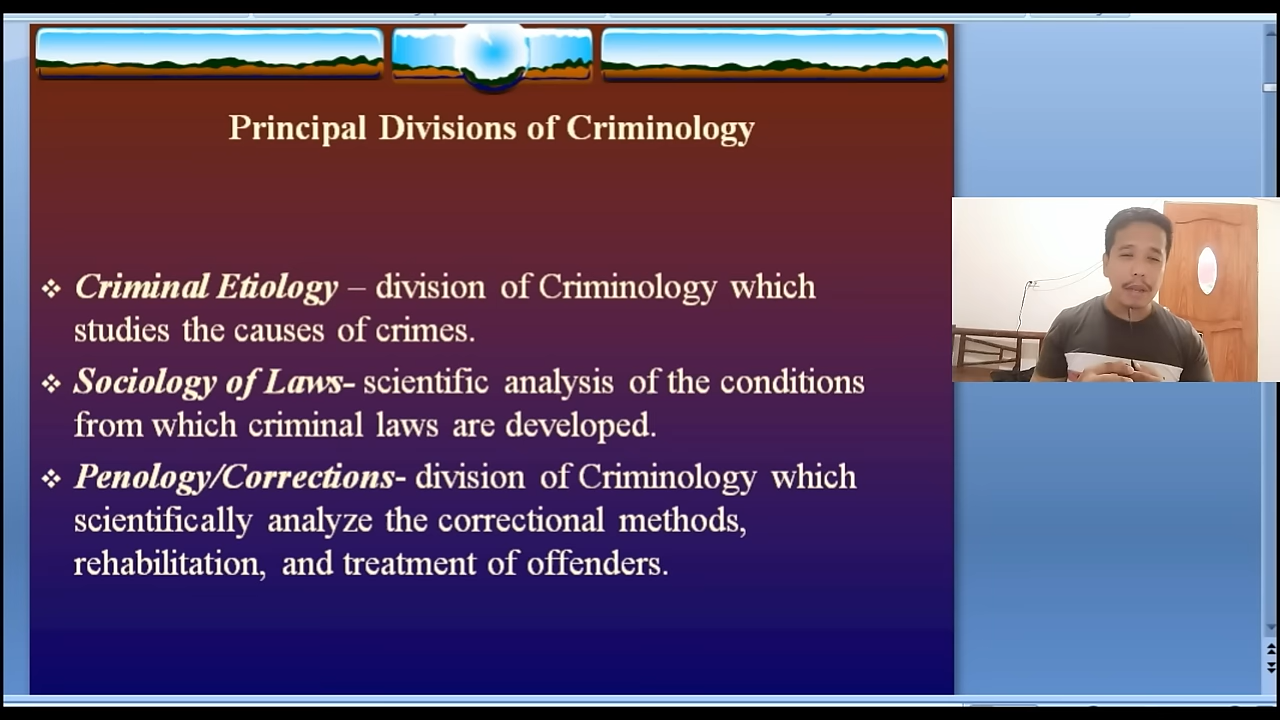 Principal Divisions of Criminology
❖ Criminal Etiology – division of Criminology which
studies the causes of crimes.
❖ Sociology of Laws- scientific analysis of the conditions
from which criminal laws are developed.
❖ Penology/Corrections- division of Criminology which
scientifically analyze the correctional methods,
rehabilitation, and treatment of offenders.